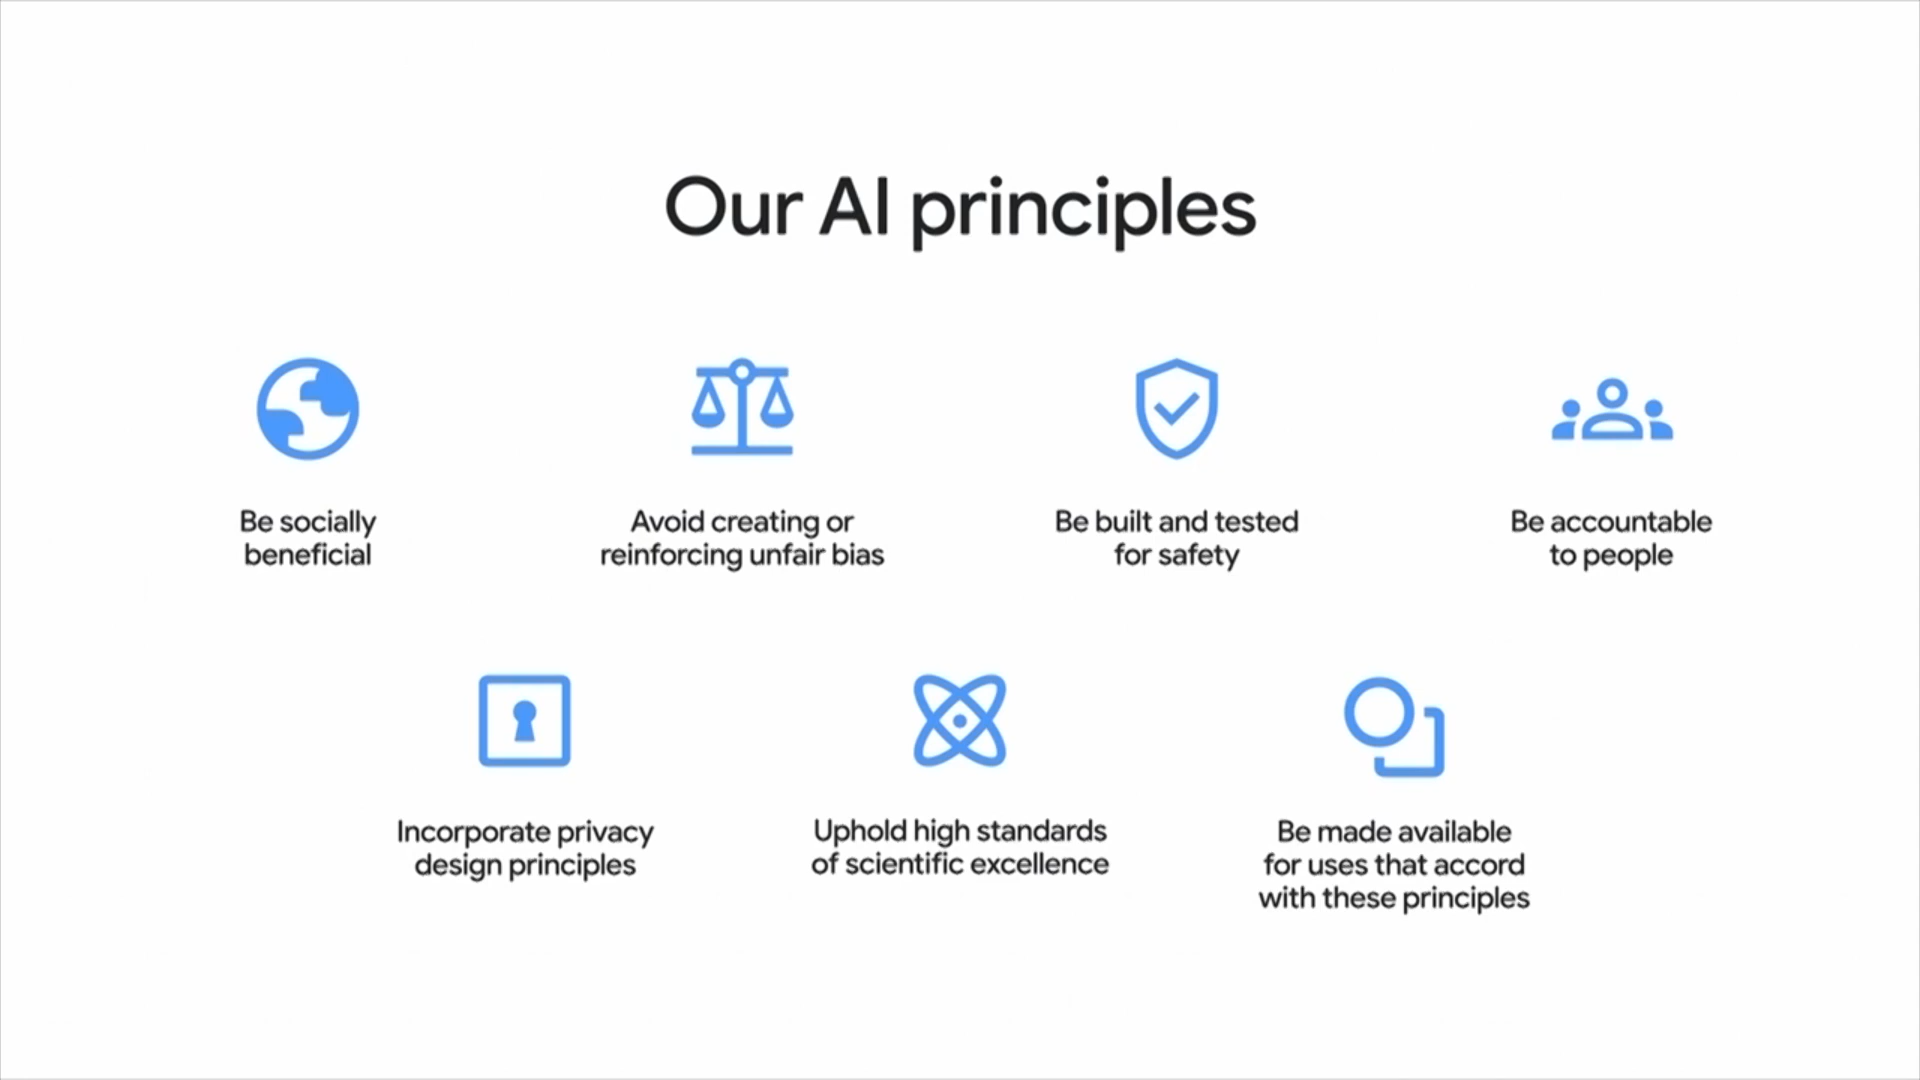 Our AI principles
Be socially
beneficial
Avoid creating or
reinforcing unfair bias
Be built and tested
for safety
Be accountable
to people
Incorporate privacy
design principles
Uphold high standards
of scientific excellence
Be made available
for uses that accord
with these principles